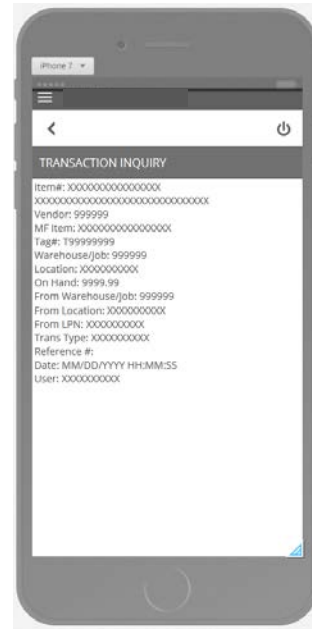 iPhone 7
TRANSACTION INQUIRY
Item#: XXXXXXXXXXXXXXXX
XXXXXXXXXXXXXXXXXXXXXXXXXXXXXX
Vendor: 999999
MF Item: XXXXXXXXXXXXXXXX
Tag#: T99999999
Warehouse/Job: 999999
Location: XXXXXXXXXX
On Hand: 9999.99
From Warehouse/Job: 999999
From Location: XXXXXXXXXX
From LPN: XXXXXXXXXX
Trans Type: XXXXXXXXXX
Reference #:
Date: MM/DD/YYYY HH:MM:SS
User: XXXXXXXXXX